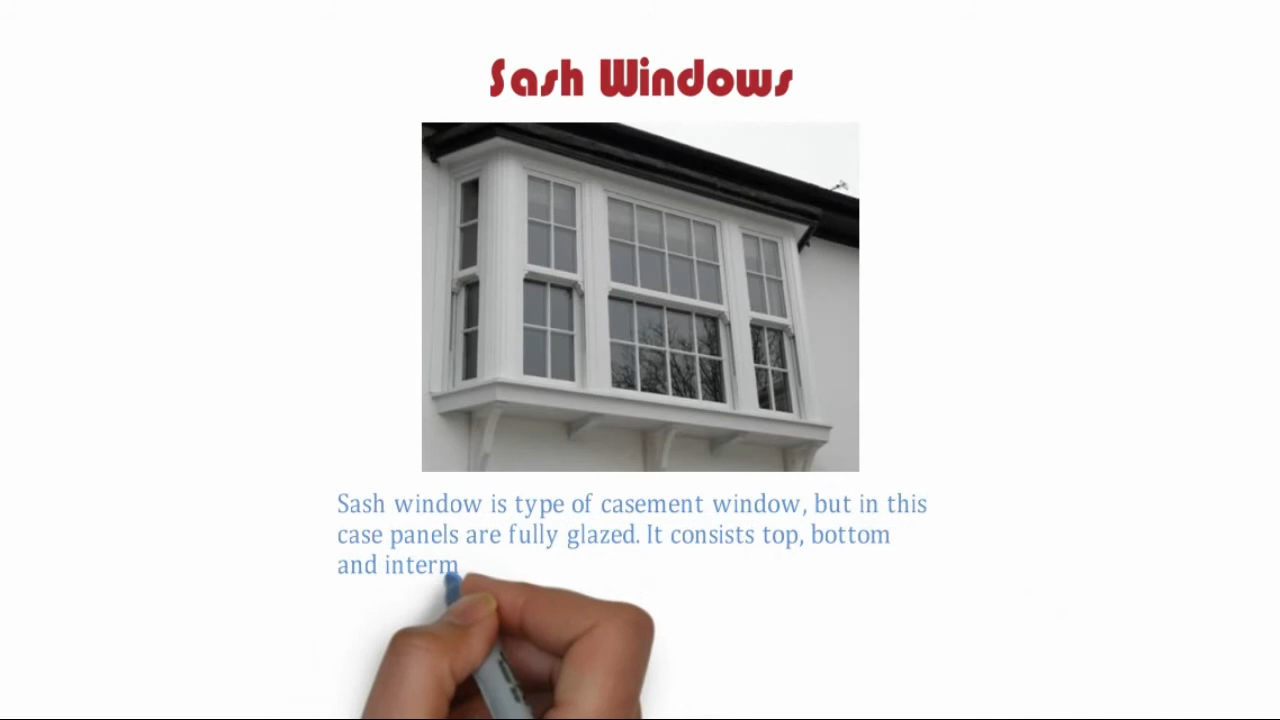 Sash Windows
Sash window is type of casement window, but in this
case panels are fully glazed. It consists top, bottom
and interm